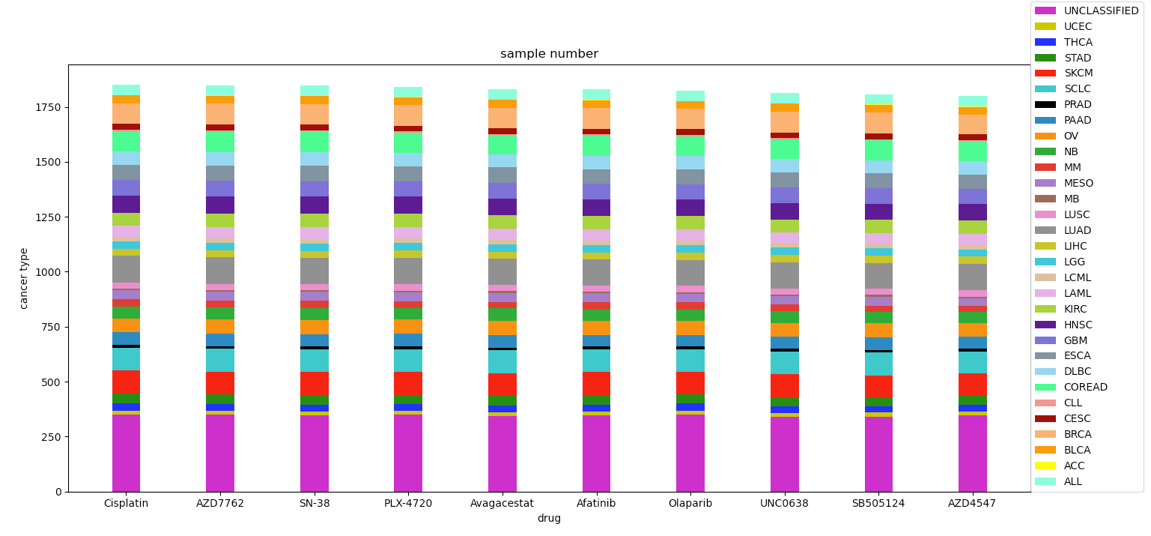 sample number
cancer type
1750
1500
1250
1000
750
500
250
0
Cisplatin AZD7762 SN-38 PLX-4720 Avagacestat Afatinib Olaparib UNC0638 SB505124 AZD4547
drug
UNCLASSIFIED
UCEC
THCA
STAD
SKCM
SCLC
PRAD
PAAD
OV
NB
MM
MESO
MB
LUSC
LUAD
LIHC
LGG
LCML
LAML
KIRC
HNSC
GBM
ESCA
DLBC
COREAD
CLL
CESC
BRCA
BLCA
ACC
ALL